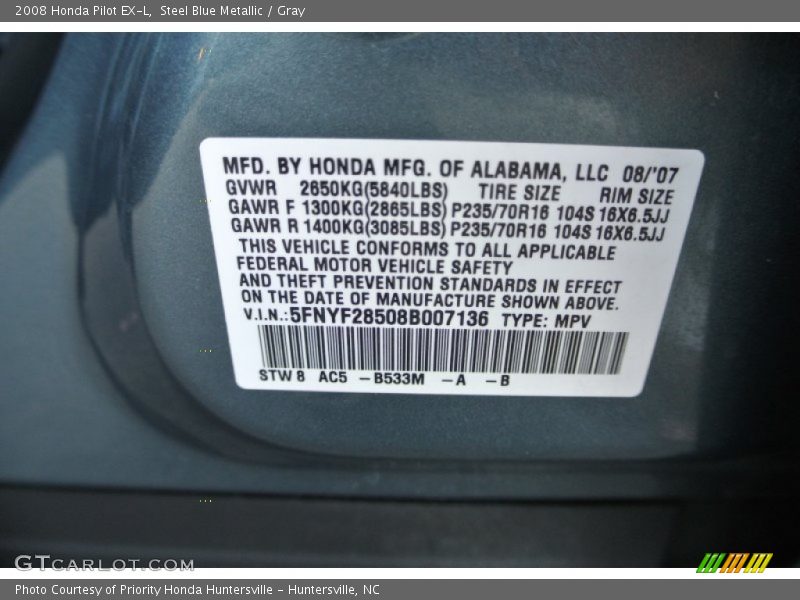 2008 Honda Pilot EX-L, Steel Blue Metallic / Gray
MFD. BY HONDA MFG. OF ALABAMA, LLC 08/'07
GVWR 2650KG(5840LBS) TIRE SIZE RIM SIZE
GAWR F 1300KG(2865LBS) P235/70R16 104S 16X6.5JJ
GAWR R 1400KG(3085LBS) P235/70R16 104S 16X6.5JJ
THIS VEHICLE CONFORMS TO ALL APPLICABLE
FEDERAL MOTOR VEHICLE SAFETY
AND THEFT PREVENTION STANDARDS IN EFFECT
ON THE DATE OF MANUFACTURE SHOWN ABOVE.
V.I.N.:5FNYF28508B007136 TYPE: MPV
STW8 AC5 -B533M -A -B
GTCARLOT.COM
Photo Courtesy of Priority Honda Huntersville - Huntersville, NC